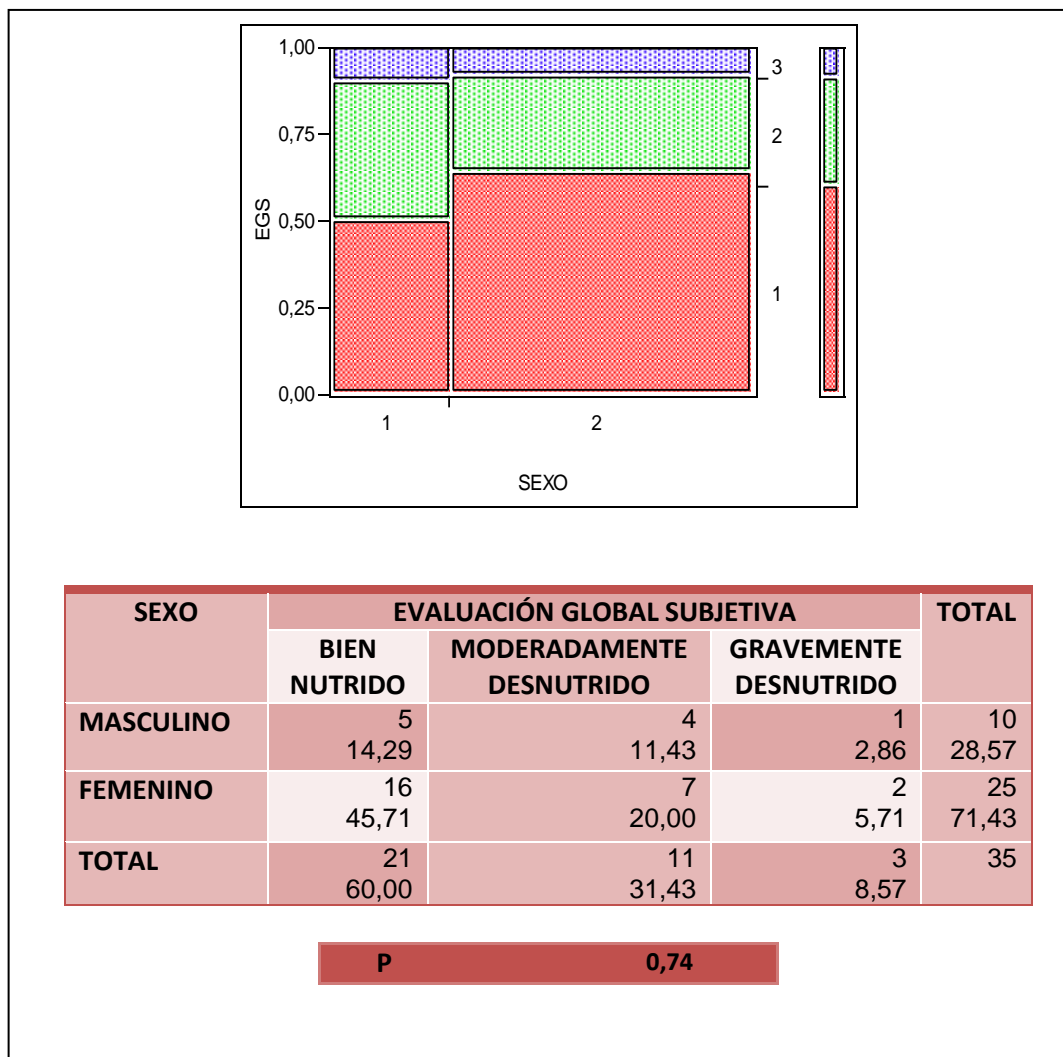 1,00
0,75
0,50
0,25
0,00
EGS
3
2
1
1 2
SEXO
SEXO EVALUACIÓN GLOBAL SUBJETIVA TOTAL
BIEN NUTRIDO MODERADAMENTE DESNUTRIDO GRAVEMENTE DESNUTRIDO
MASCULINO 5 4 1 10
14,29 11,43 2,86 28,57
FEMENINO 16 7 2 25
45,71 20,00 5,71 71,43
TOTAL 21 11 3 35
60,00 31,43 8,57
P 0,74